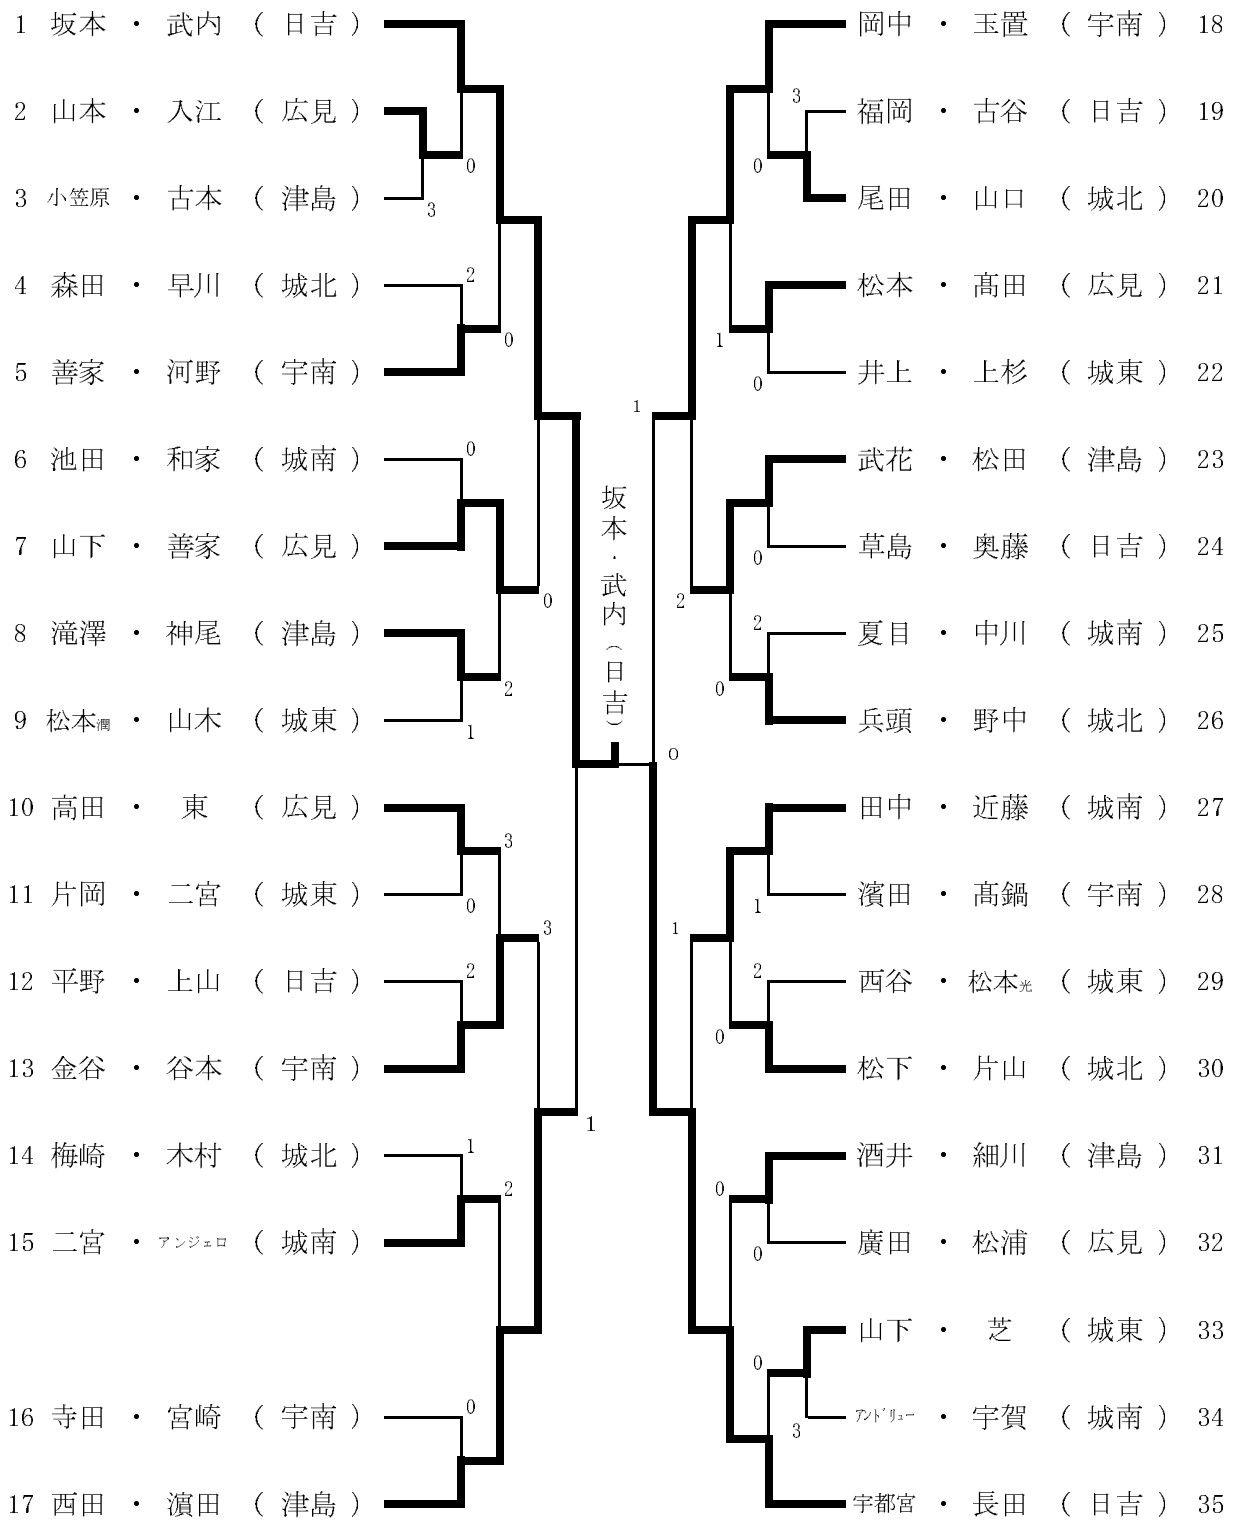 1 坂本 ・ 武内 ( 日吉 )
2 山本 ・ 入江 ( 広見 )
0
3 小笠原 ・ 古本 ( 津島 )
3
4 森田 ・ 早川 ( 城北 )
2
0
5 善家 ・ 河野 ( 宇南 )
6 池田 ・ 和家 ( 城南 )
0
7 山下 ・ 善家 ( 広見 )
0
8 滝澤 ・ 神尾 ( 津島 )
2
9 松本潤 ・ 山木 ( 城東 )
1
10 高田 ・ 東 ( 広見 )
3
11 片岡 ・ 二宮 ( 城東 )
0
3
12 平野 ・ 上山 ( 日吉 )
2
13 金谷 ・ 谷本 ( 宇南 )
1
14 梅崎 ・ 木村 ( 城北 )
1
2
15 二宮 ・ アンジェロ ( 城南 )
16 寺田 ・ 宮崎 ( 宇南 )
0
17 西田 ・ 濵田 ( 津島 )
坂本・武内(日吉)
1
0
岡中 ・ 玉置 ( 宇南 ) 18
3
福岡 ・ 古谷 ( 日吉 ) 19
0
尾田 ・ 山口 ( 城北 ) 20
松本 ・ 髙田 ( 広見 ) 21
1
井上 ・ 上杉 ( 城東 ) 22
0
武花 ・ 松田 ( 津島 ) 23
草島 ・ 奥藤 ( 日吉 ) 24
0
2
2
夏目 ・ 中川 ( 城南 ) 25
0
兵頭 ・ 野中 ( 城北 ) 26
田中 ・ 近藤 ( 城南 ) 27
濱田 ・ 髙鍋 ( 宇南 ) 28
1
1
2
西谷 ・ 松本光 ( 城東 ) 29
0
松下 ・ 片山 ( 城北 ) 30
酒井 ・ 細川 ( 津島 ) 31
0
廣田 ・ 松浦 ( 広見 ) 32
0
山下 ・ 芝 ( 城東 ) 33
0
アンドリュー ・ 宇賀 ( 城南 ) 34
3
宇都宮 ・ 長田 ( 日吉 ) 35